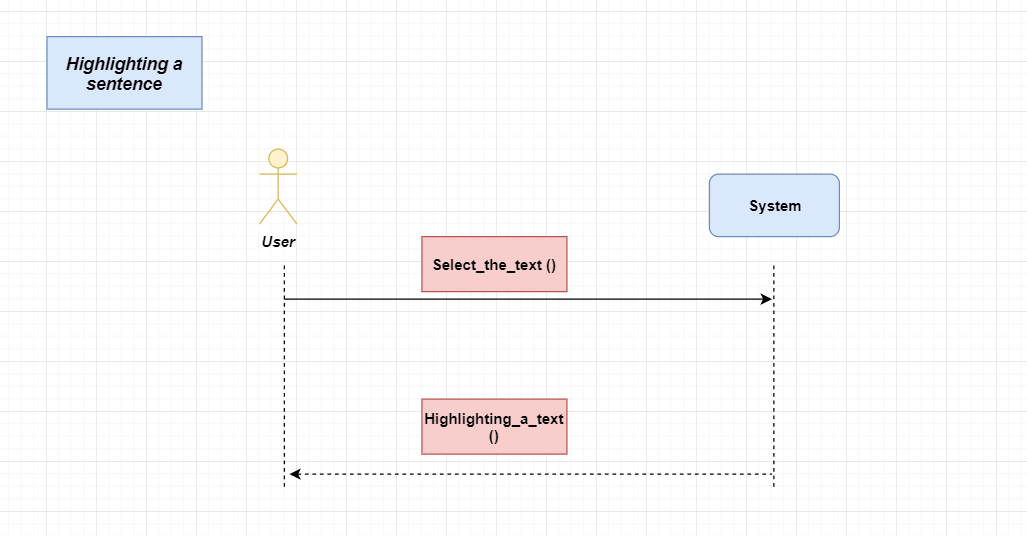 Highlighting a
sentence
User
System
Select_the_text ()
Highlighting_a_text
()